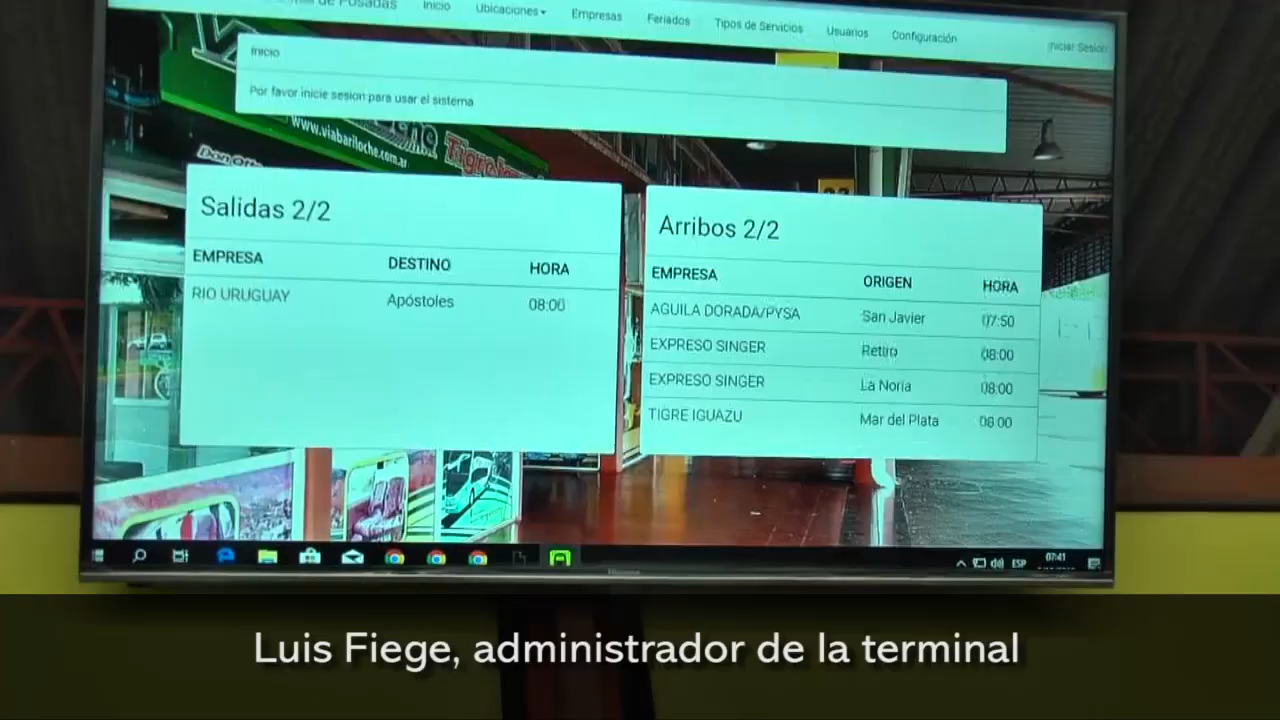 de Posadas Inicio Ubicaciones Empresas Feriados Tipos de Servicios Usuarios Configuración Iniciar Sesion
Inicio
Por favor inicie sesion para usar el sistema
www.viabariloche.com.ar
Don Otto
Salidas 2/2
EMPRESA DESTINO HORA
RIO URUGUAY Apóstoles 08:00
Arribos 2/2
EMPRESA ORIGEN HORA
AGUILA DORADA/PYSA San Javier 07:50
EXPRESO SINGER Retiro 08:00
EXPRESO SINGER La Noria 08:00
TIGRE IGUAZU Mar del Plata 08:00
ESP 07:41
Hisense
Luis Fiege, administrador de la terminal